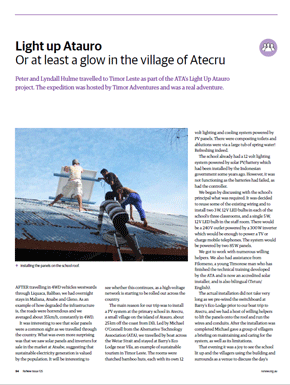 Light up Atauro
Or at least a glow in the village of Atecru
Peter and Lyndall Hulme travelled to Timor Leste as part of the ATA's Light Up Atauro
project. The expedition was hosted by Timor Adventures and was a real adventure.
Installing the panels on the school roof
AFTER travelling in 4WD vehicles westwards
through Liquica, Balibar, we had overnight
stays in Maliana, Anabe and Gleno. As an
example of how degraded the infrastructure
is, the roads were horrendous and we
averaged about 10km/h, constantly in 4WD.
It was interesting to see that solar panels
were a common sight as we travelled through
the country. What was even more surprising
was that we saw solar panels and inverters for
sale in the market at Anabe, suggesting that
sustainable electricity generation is valued
by the population. It will be interesting to
see whether this continues, as a high-voltage
network is starting to be rolled out across the
country.
The main reason for our trip was to install
a PV system at the primary school in Atecru,
a small village on the island of Atauro, about
25 km off the coast from Dili. Led by Michael
O'Connell from the Alternative Technology
Association (ATA), we travelled by boat across
the Wetar Strait and stayed at Barry's
Eco Lodge near Vila, an example of sustainable
tourism in Timor Leste. The rooms were
thatched bamboo huts, each with its own 12
volt lighting and cooling system powered by
PV panels. There were composting toilets and
ablutions were via a large tub of spring water!
Refreshing indeed.
The school already had a 12 volt lighting
system powered by solar PV battery, which
had been installed by the Indonesian
government some years ago. However, it was
not functioning as the batteries had failed, as
had the controller.
We began by discussing with the school's
principal what was required. It was decided
to reuse some of the existing wiring and to
install two 3W, 12V LED bulbs in each of the
school's three classrooms, and a single 5W,
12V LED bulb in the staff room. There would
be a 240V outlet powered by a 300W inverter
which would be enough to power a TV or
charge mobile telephones. The system would
be powered by two 80W panels.
We got to work with numerous willing
helpers. We also had assistance from
Filomeno, a young Timorese man who has
finished the technical training developed
by the ATA and is now an accredited solar
installer, and is also bilingual (Tetun/
English).
The actual installation did not take very
long as we pre-wired the switchboard at
Barry's Eco Lodge prior to our boat trip to
Atecru, and we had a host of willing helpers
to lift the panels onto the roof and run the
wires and conduits. After the installation was
completed Michael gave a group of villagers
a briefing on maintaining and caring for the
system, as well as its limitations.
That evening it was a joy to see the school
lit up and the villagers using the building and
surrounds as a venue to discuss the day's